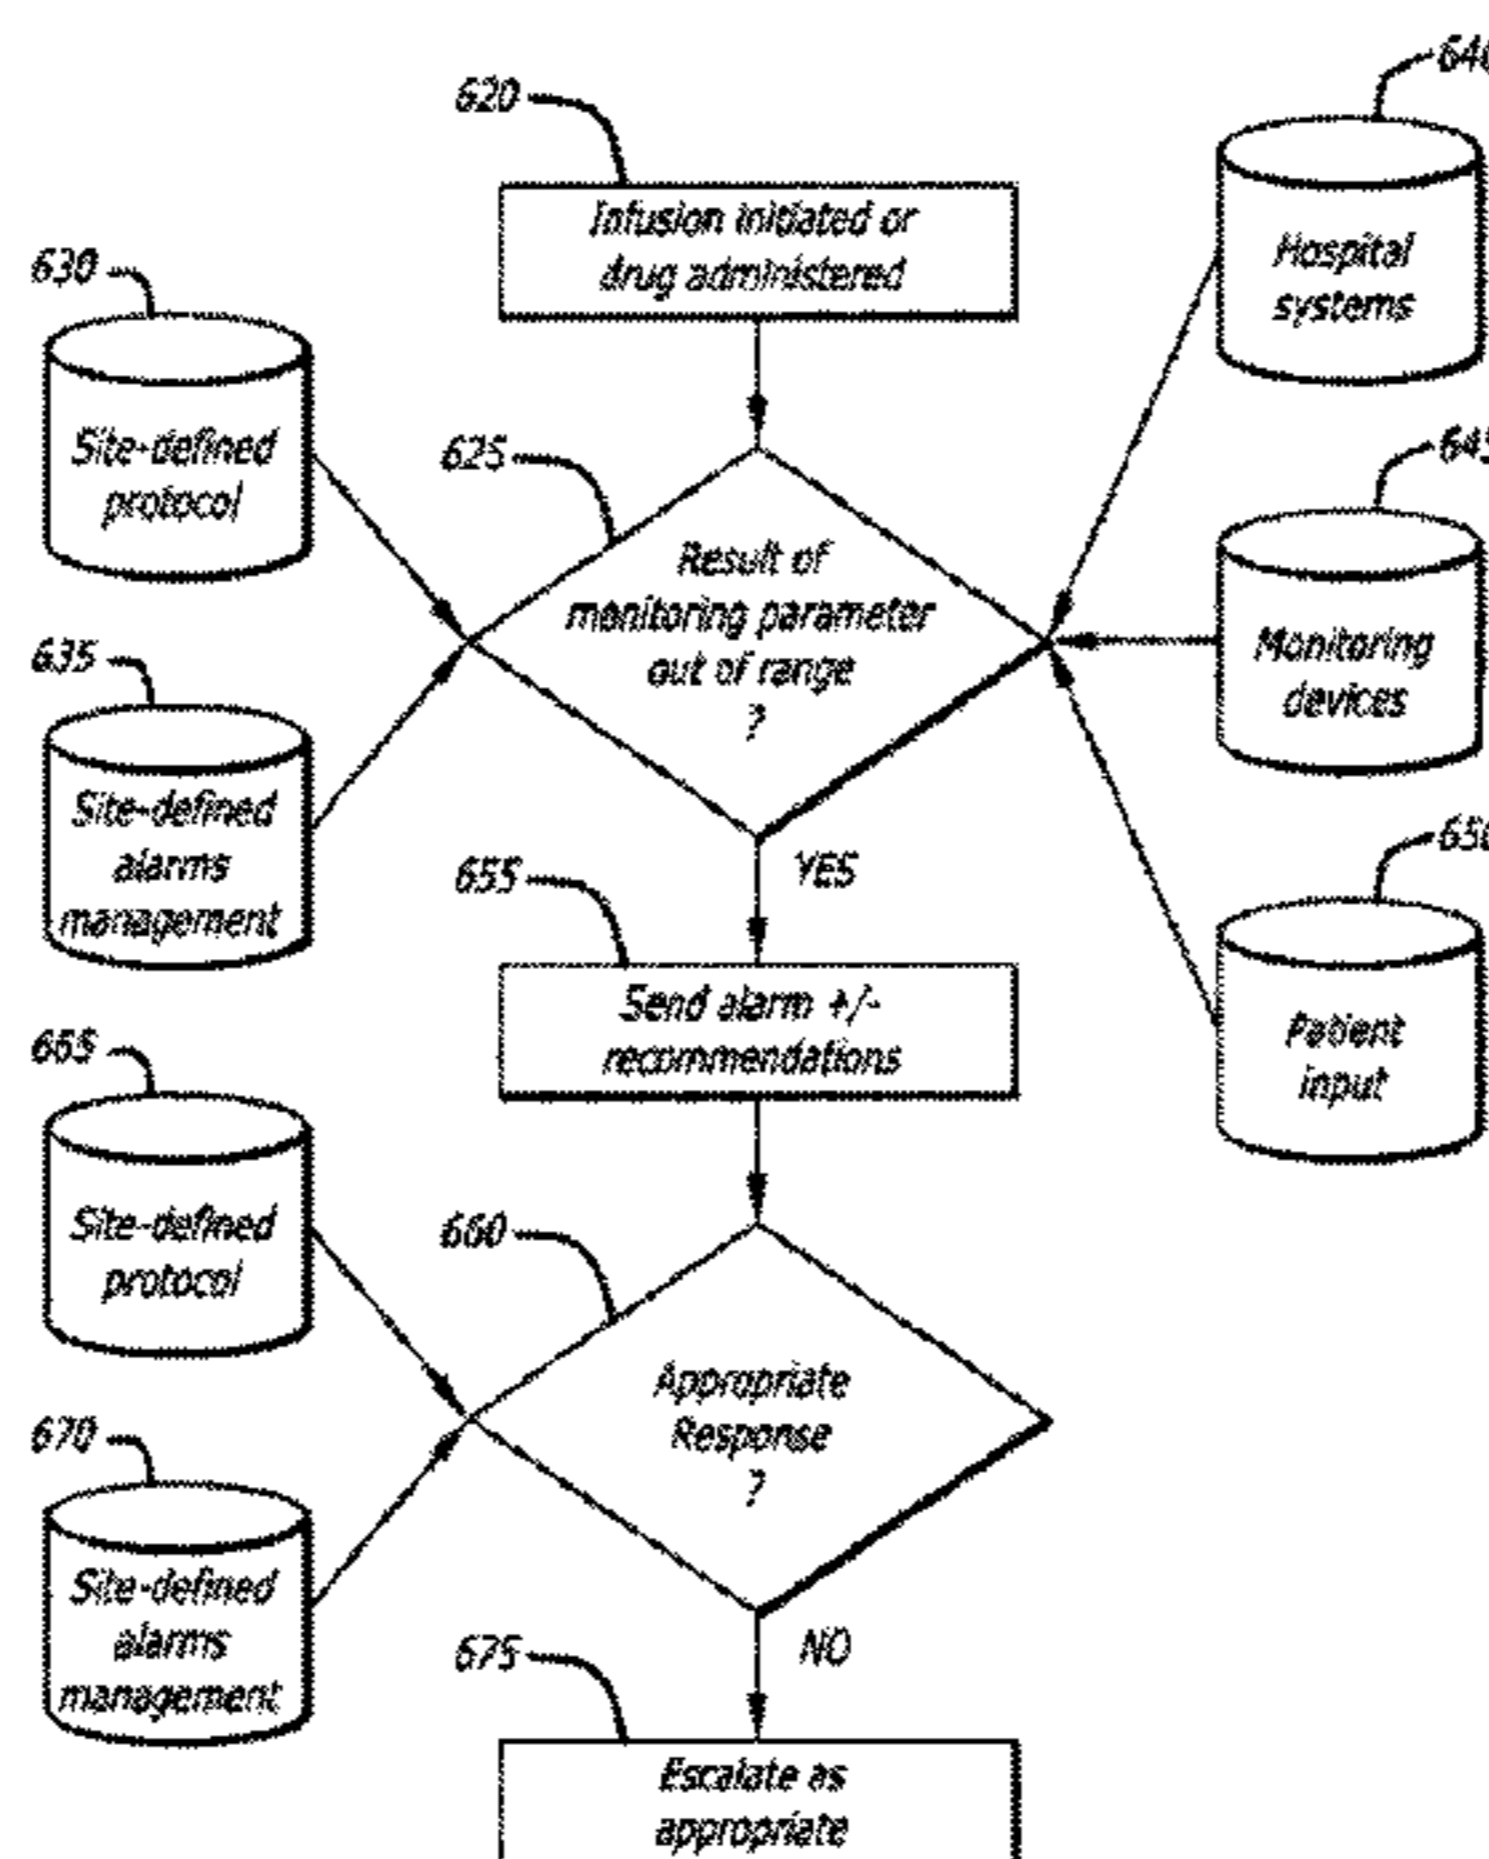 620
Infusion initiated or
drug administered
640
Hospital
systems
630
Site-defined
protocol
625
Result of
monitoring parameter
out of range
?
645
Monitoring
devices
635
Site-defined
alarms
management
YES
650
Patient
input
655
Send alarm +/-
recommendations
665
Site-defined
protocol
660
Appropriate
Response
?
670
Site-defined
alarms
management
NO
675
Escalate as
appropriate